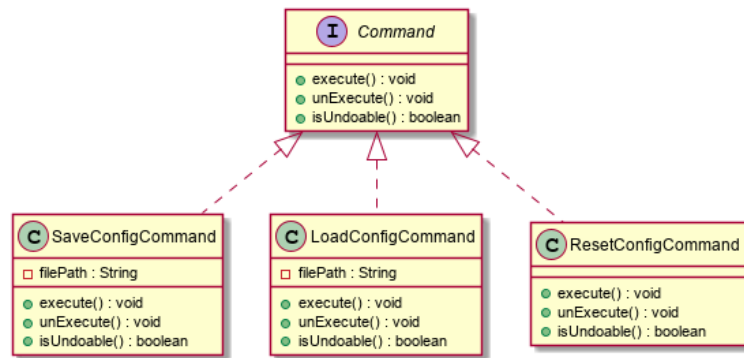 I Command
execute() : void
unExecute() : void
isUndoable() : boolean
C SaveConfigCommand
filePath : String
execute() : void
unExecute() : void
isUndoable() : boolean
C LoadConfigCommand
filePath : String
execute() : void
unExecute() : void
isUndoable() : boolean
C ResetConfigCommand
execute() : void
unExecute() : void
isUndoable() : boolean